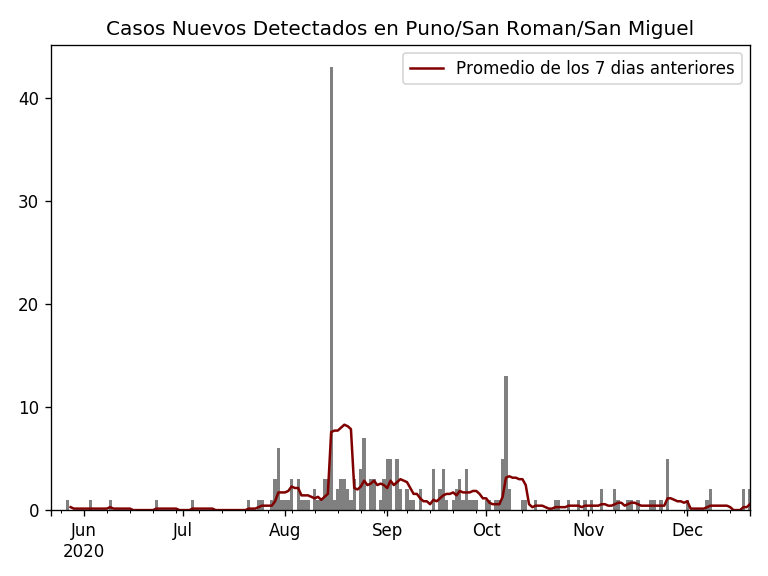 Casos Nuevos Detectados en Puno/San Roman/San Miguel
Promedio de los 7 dias anteriores
40
30
20
10
0
Jun Jul Aug Sep Oct Nov Dec
2020